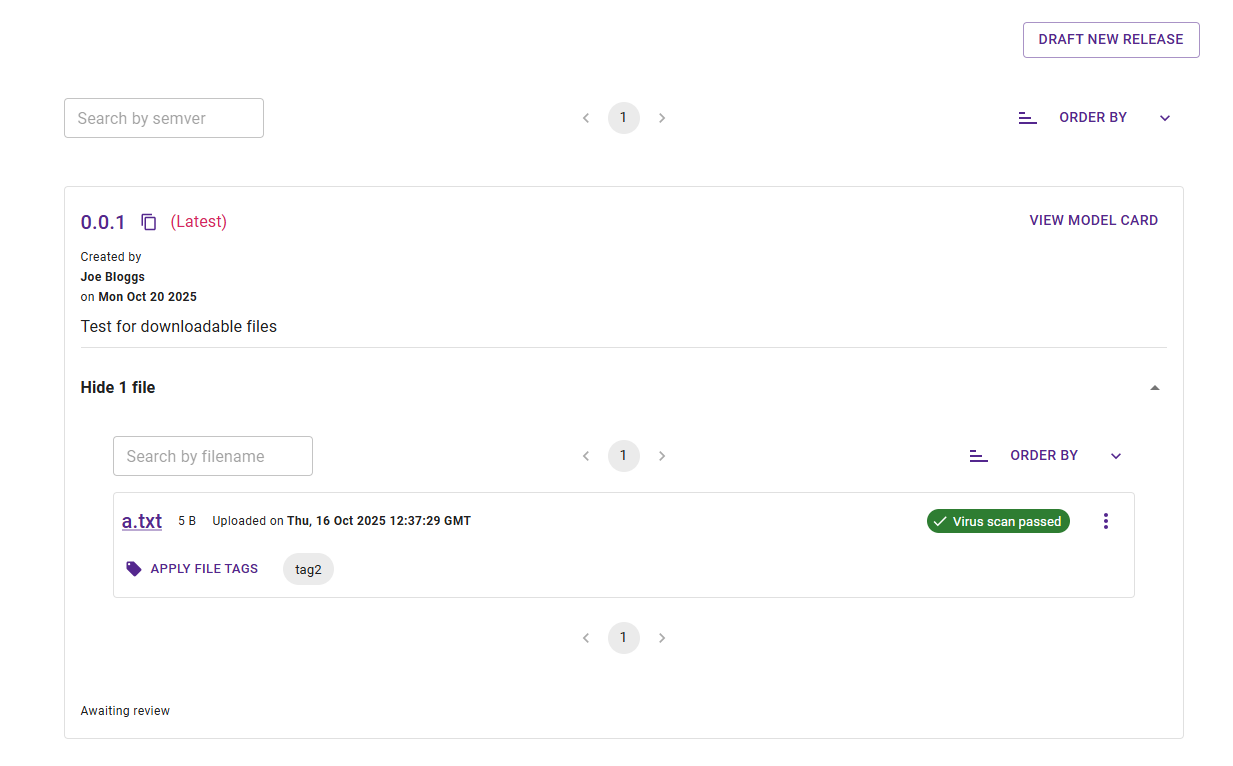 DRAFT NEW RELEASE
Search by semver
1
ORDER BY
0.0.1 (Latest)
VIEW MODEL CARD
Created by
Joe Bloggs
on Mon Oct 20 2025
Test for downloadable files
Hide 1 file
Search by filename
1
ORDER BY
a.txt 5 B Uploaded on Thu, 16 Oct 2025 12:37:29 GMT
Virus scan passed
APPLY FILE TAGS
tag2
1
Awaiting review